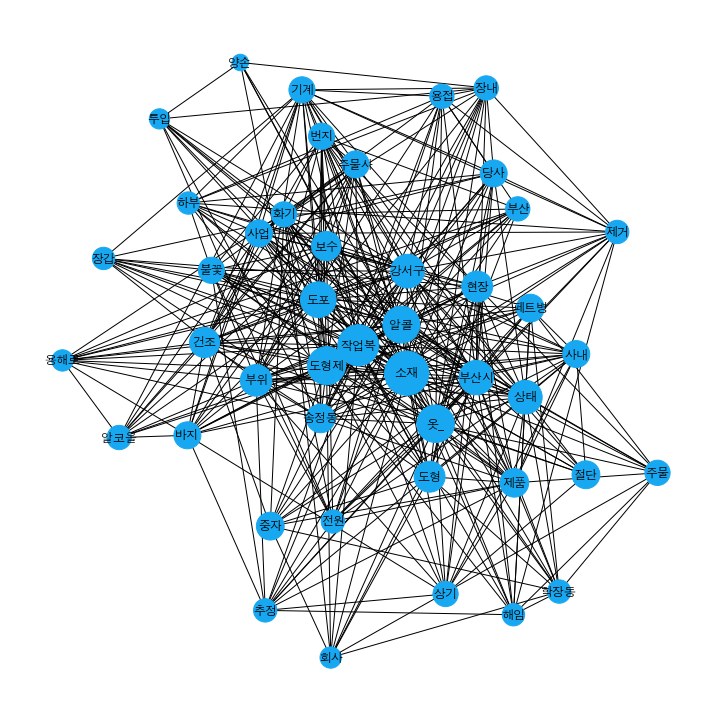 양손
기계
장내
용접
투입
번지
주물사
당사
하부
화기
부산
사업
제거
보수
장갑
불꽃
강서구
현장
도포
페트병
알콜
건조
작업복
사내
용해로
도형제
소재
부위
부산시
상태
송정동
옷_
알코올
바지
도형
주물
절단
제품
중자
전원
상기
해임
추정
회사